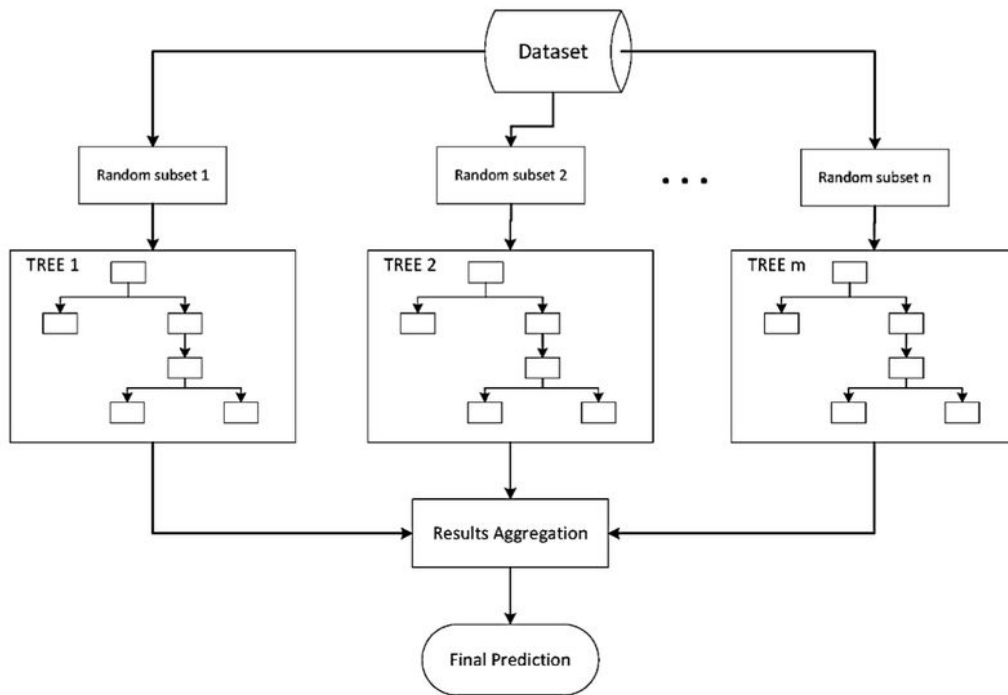 Dataset
Random subset 1
Random subset 2
• • •
Random subset n
TREE 1
TREE 2
TREE m
Results Aggregation
Final Prediction